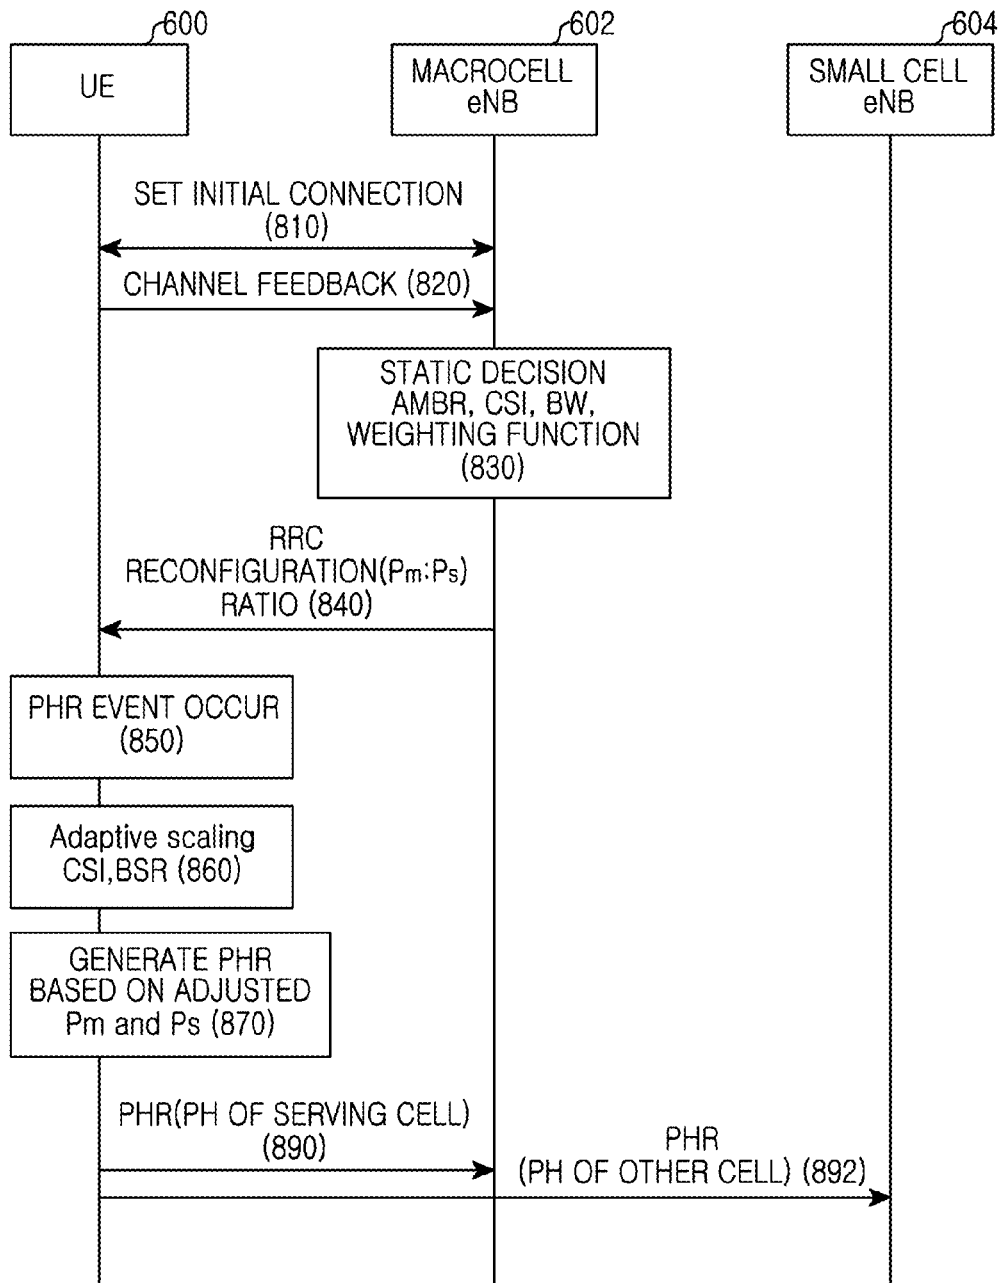 600
602
604
UE
MACROCELL
eNB
SMALL CELL
eNB
SET INITIAL CONNECTION
(810)
CHANNEL FEEDBACK (820)
STATIC DECISION
AMBR, CSI, BW,
WEIGHTING FUNCTION
(830)
RRC
RECONFIGURATION(Pm:Ps)
RATIO (840)
PHR EVENT OCCUR
(850)
Adaptive scaling
CSI,BSR (860)
GENERATE PHR
BASED ON ADJUSTED
Pm and Ps (870)
PHR(PH OF SERVING CELL)
(890)
PHR
(PH OF OTHER CELL) (892)